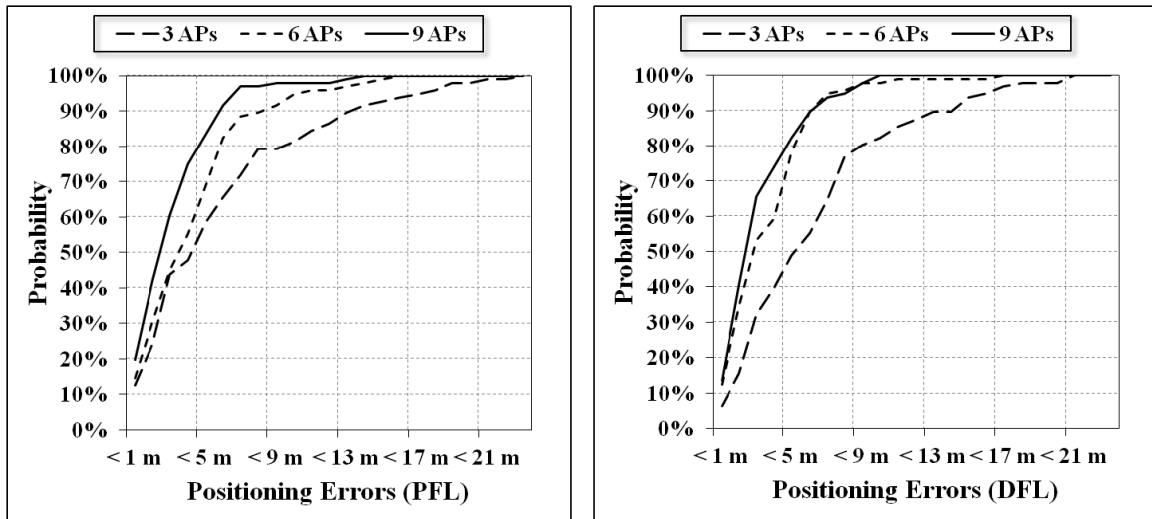 3 APs 6 APs 9 APs
100%
90%
80%
70%
60%
50%
40%
30%
20%
10%
0%
Probability
< 1 m < 5 m < 9 m < 13 m < 17 m < 21 m
Positioning Errors (PFL)
3 APs 6 APs 9 APs
100%
90%
80%
70%
60%
50%
40%
30%
20%
10%
0%
Probability
< 1 m < 5 m < 9 m < 13 m < 17 m < 21 m
Positioning Errors (DFL)